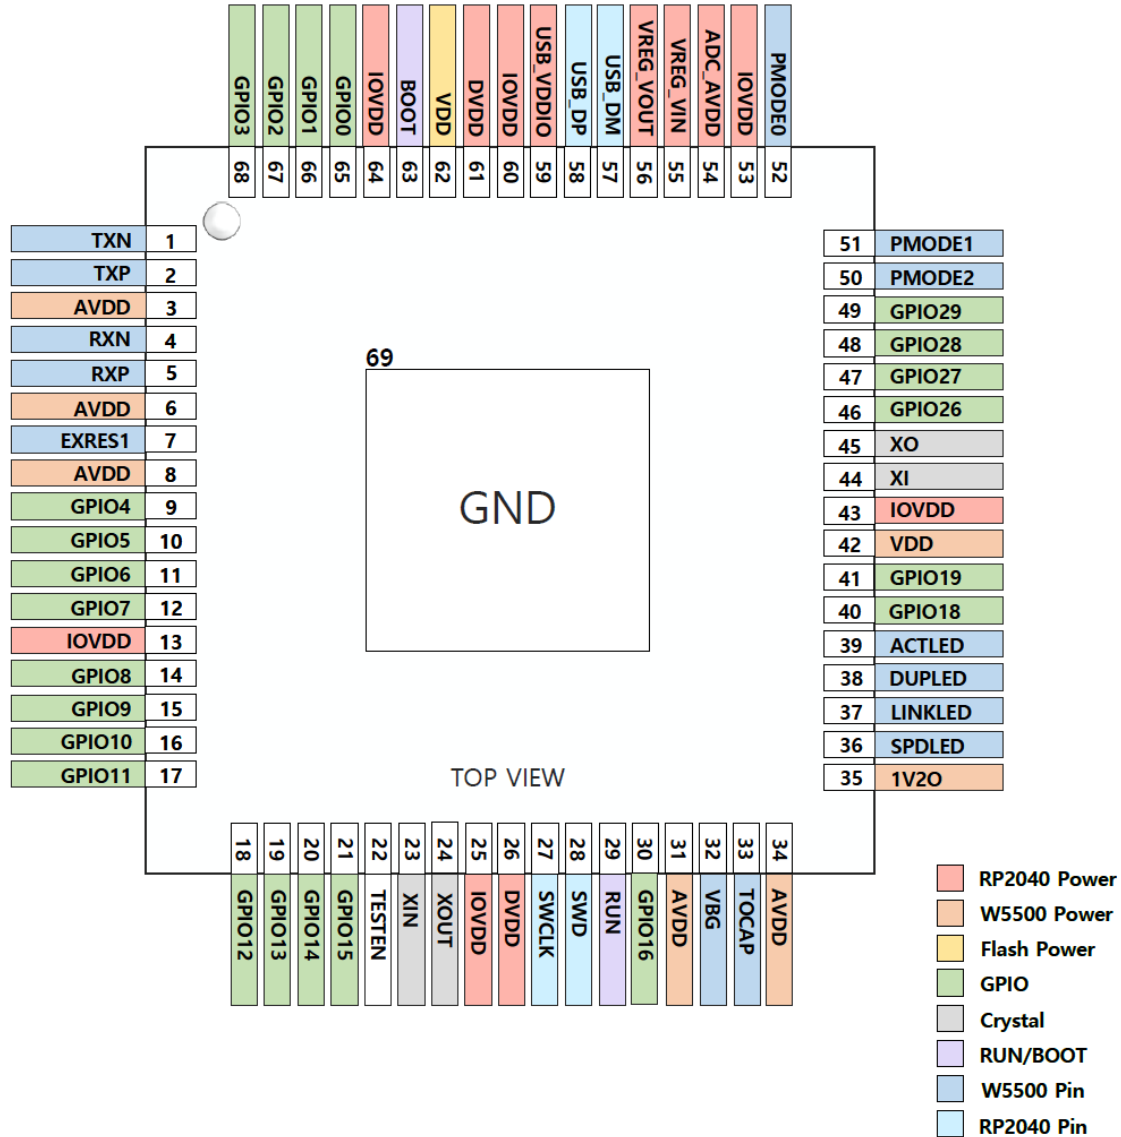 GPIO3
GPIO2
GPIO1
GPIO0
IOVDD
BOOT
VDD
DVDD
IOVDD
USB_VDDIO
USB_DP
USB_DM
VREG_VOUT
VREG_VIN
ADC_AVDD
IOVDD
PMODE0
68
67
66
65
64
63
62
61
60
59
58
57
56
55
54
53
52
TXN 1
TXP 2
AVDD 3
RXN 4
RXP 5
AVDD 6
EXRES1 7
AVDD 8
GPIO4 9
GPIO5 10
GPIO6 11
GPIO7 12
IOVDD 13
GPIO8 14
GPIO9 15
GPIO10 16
GPIO11 17
69
GND
TOP VIEW
51 PMODE1
50 PMODE2
49 GPIO29
48 GPIO28
47 GPIO27
46 GPIO26
45 XO
44 XI
43 IOVDD
42 VDD
41 GPIO19
40 GPIO18
39 ACTLED
38 DUPLED
37 LINKLED
36 SPDLED
35 1V2O
18
19
20
21
22
23
24
25
26
27
28
29
30
31
32
33
34
GPIO12
GPIO13
GPIO14
GPIO15
TESTEN
XIN
XOUT
IOVDD
DVDD
SWCLK
SWD
RUN
GPIO16
AVDD
VBG
TOCAP
AVDD
RP2040 Power
W5500 Power
Flash Power
GPIO
Crystal
RUN/BOOT
W5500 Pin
RP2040 Pin